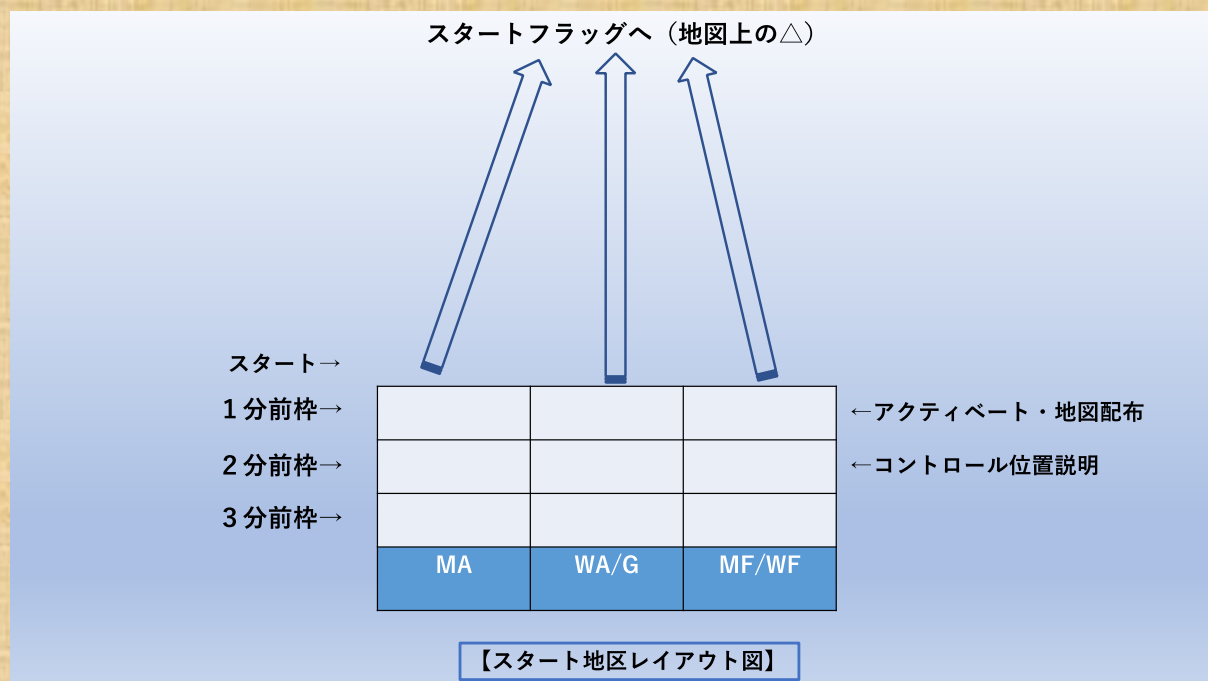 スタートフラッグへ（地図上の△）
スタート→
１分前枠→
←アクティベート・地図配布
２分前枠→
←コントロール位置説明
３分前枠→
MA
WA/G
MF/WF
【スタート地区レイアウト図】